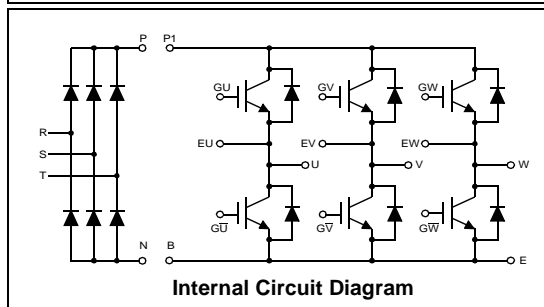 P P1
GU GV GW
R
EU EV EW
S
U V W
T
GU̅ GV̅ GW̅
N B
E
Internal Circuit Diagram